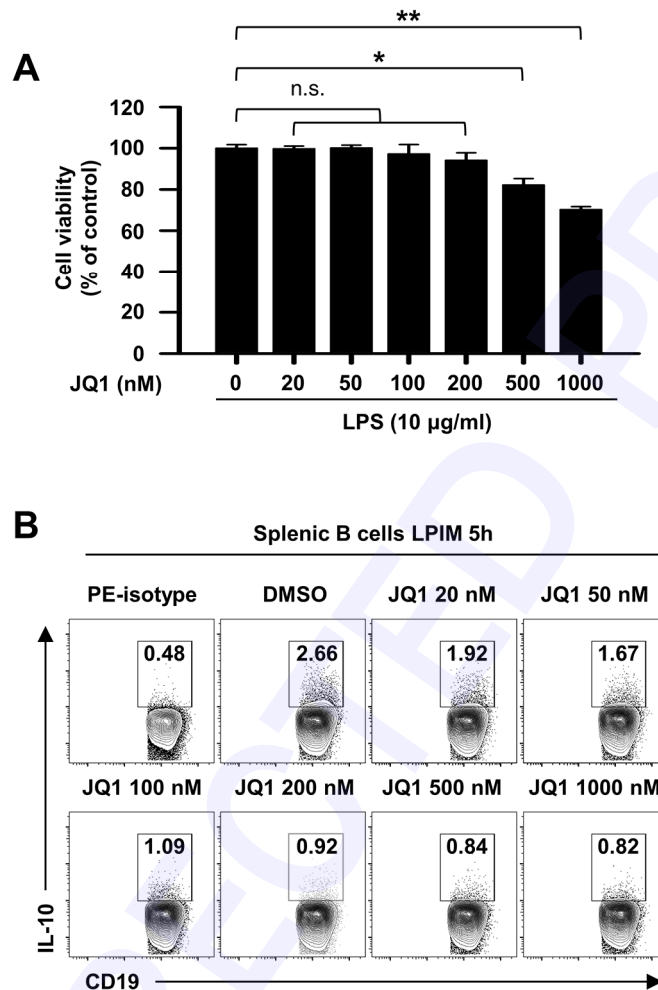 A
**
*
n.s.
120
100
80
60
40
20
0
Cell viability
(% of control)
JQ1 (nM) 0 20 50 100 200 500 1000
LPS (10 µg/ml)
B
Splenic B cells LPIM 5h
PE-isotype DMSO JQ1 20 nM JQ1 50 nM
0.48 2.66 1.92 1.67
JQ1 100 nM JQ1 200 nM JQ1 500 nM JQ1 1000 nM
1.09 0.92 0.84 0.82
IL-10
CD19
ECTED P